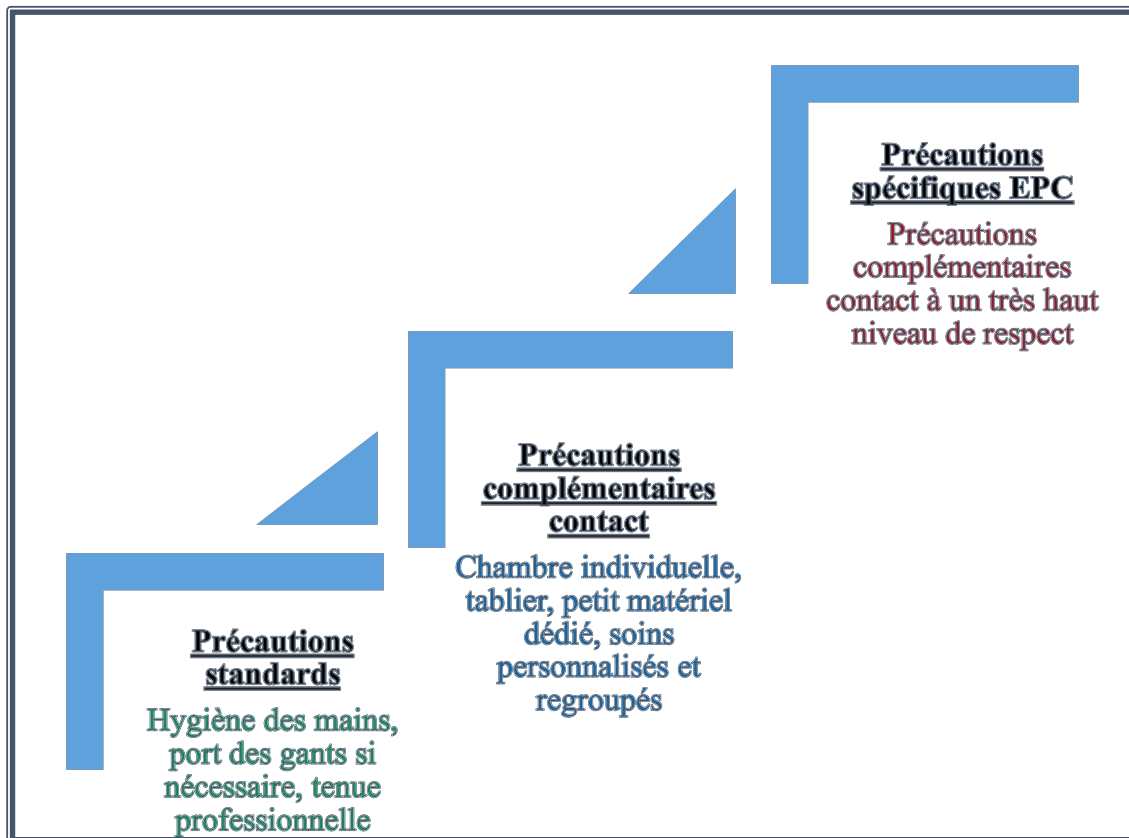 Précautions
spécifiques EPC
Précautions
complémentaires
contact à un très haut
niveau de respect
Précautions
complémentaires
contact
Chambre individuelle,
tablier, petit matériel
dédié, soins
personnalisés et
regroupés
Précautions
standards
Hygiène des mains,
port des gants si
nécessaire, tenue
professionnelle